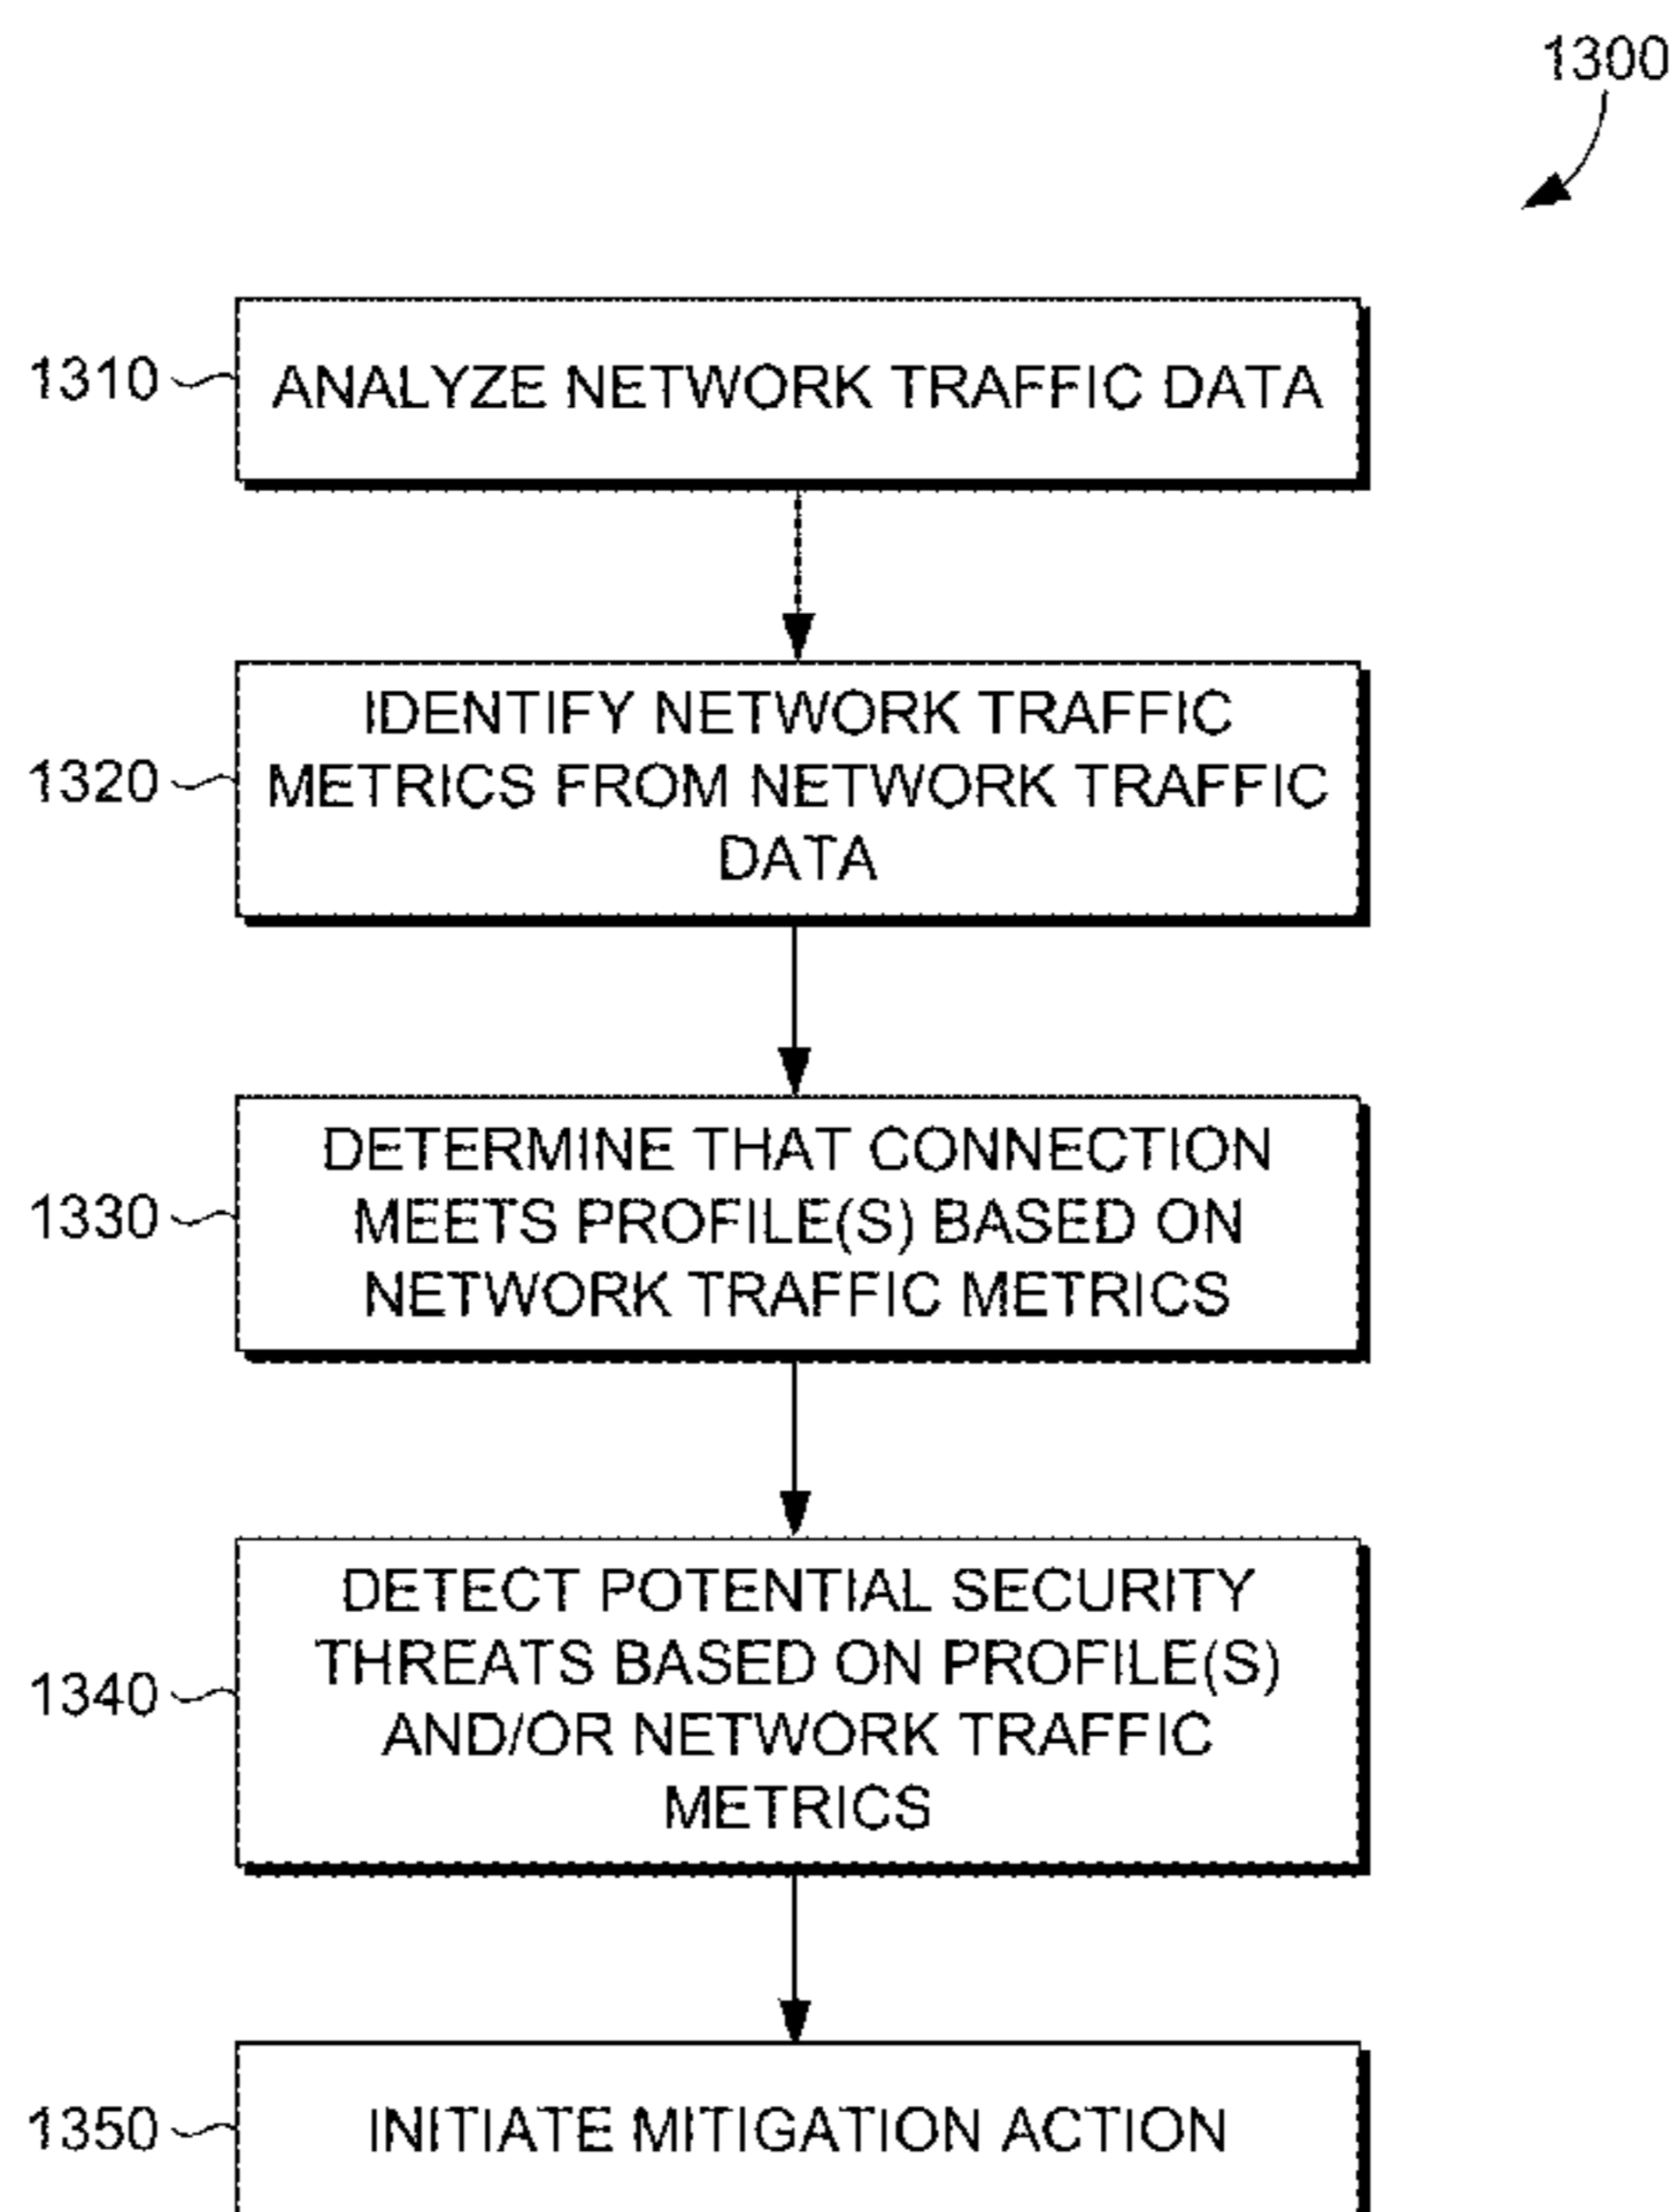 1300
1310
ANALYZE NETWORK TRAFFIC DATA
1320
IDENTIFY NETWORK TRAFFIC
METRICS FROM NETWORK TRAFFIC
DATA
1330
DETERMINE THAT CONNECTION
MEETS PROFILE(S) BASED ON
NETWORK TRAFFIC METRICS
1340
DETECT POTENTIAL SECURITY
THREATS BASED ON PROFILE(S)
AND/OR NETWORK TRAFFIC
METRICS
1350
INITIATE MITIGATION ACTION